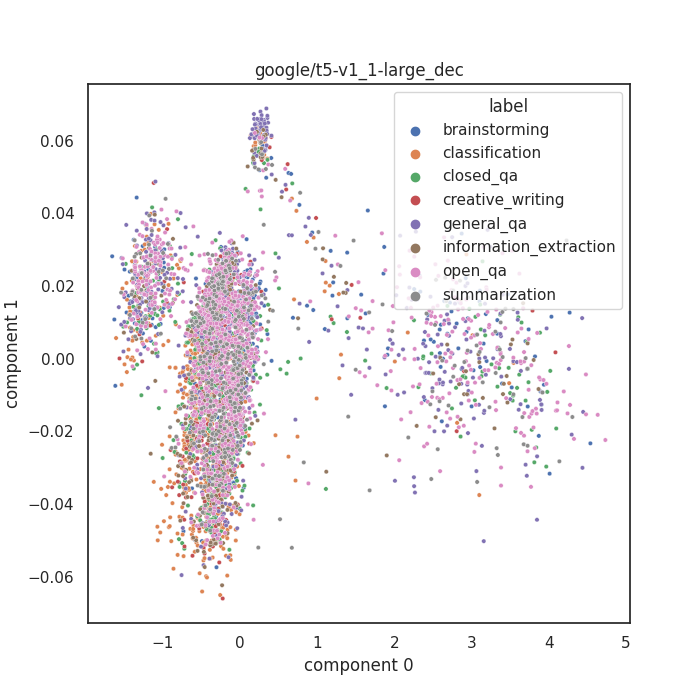 google/t5-v1_1-large_dec
label
brainstorming
classification
closed_qa
creative_writing
general_qa
information_extraction
open_qa
summarization
0.06
0.04
0.02
0.00
−0.02
−0.04
−0.06
component 1
−1
0
1
2
3
4
5
component 0